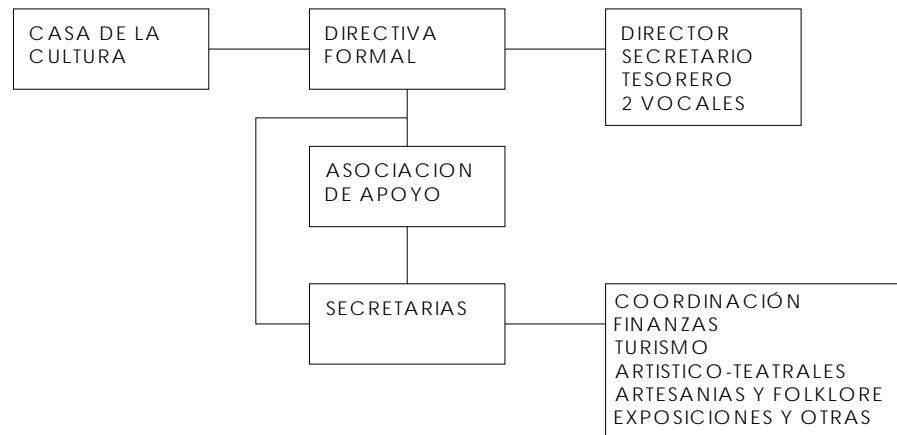 CASA DE LA
CULTURA
DIRECTIVA
FORMAL
DIRECTOR
SECRETARIO
TESORERO
2 VOCALES
ASOCIACION
DE APOYO
SECRETARIAS
COORDINACIÓN
FINANZAS
TURISMO
ARTISTICO-TEATRALES
ARTESANIAS Y FOLKLORE
EXPOSICIONES Y OTRAS